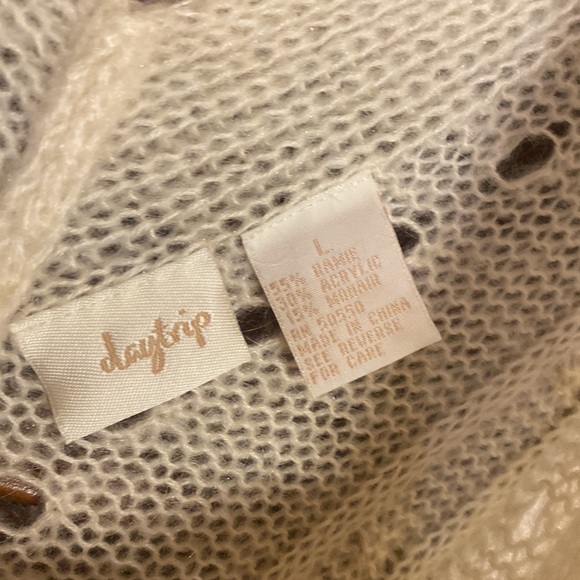 daytrip
L
55% RAMIE
30% ACRYLIC
15% MOHAIR
RN 50550
MADE IN CHINA
SEE REVERSE
FOR CARE